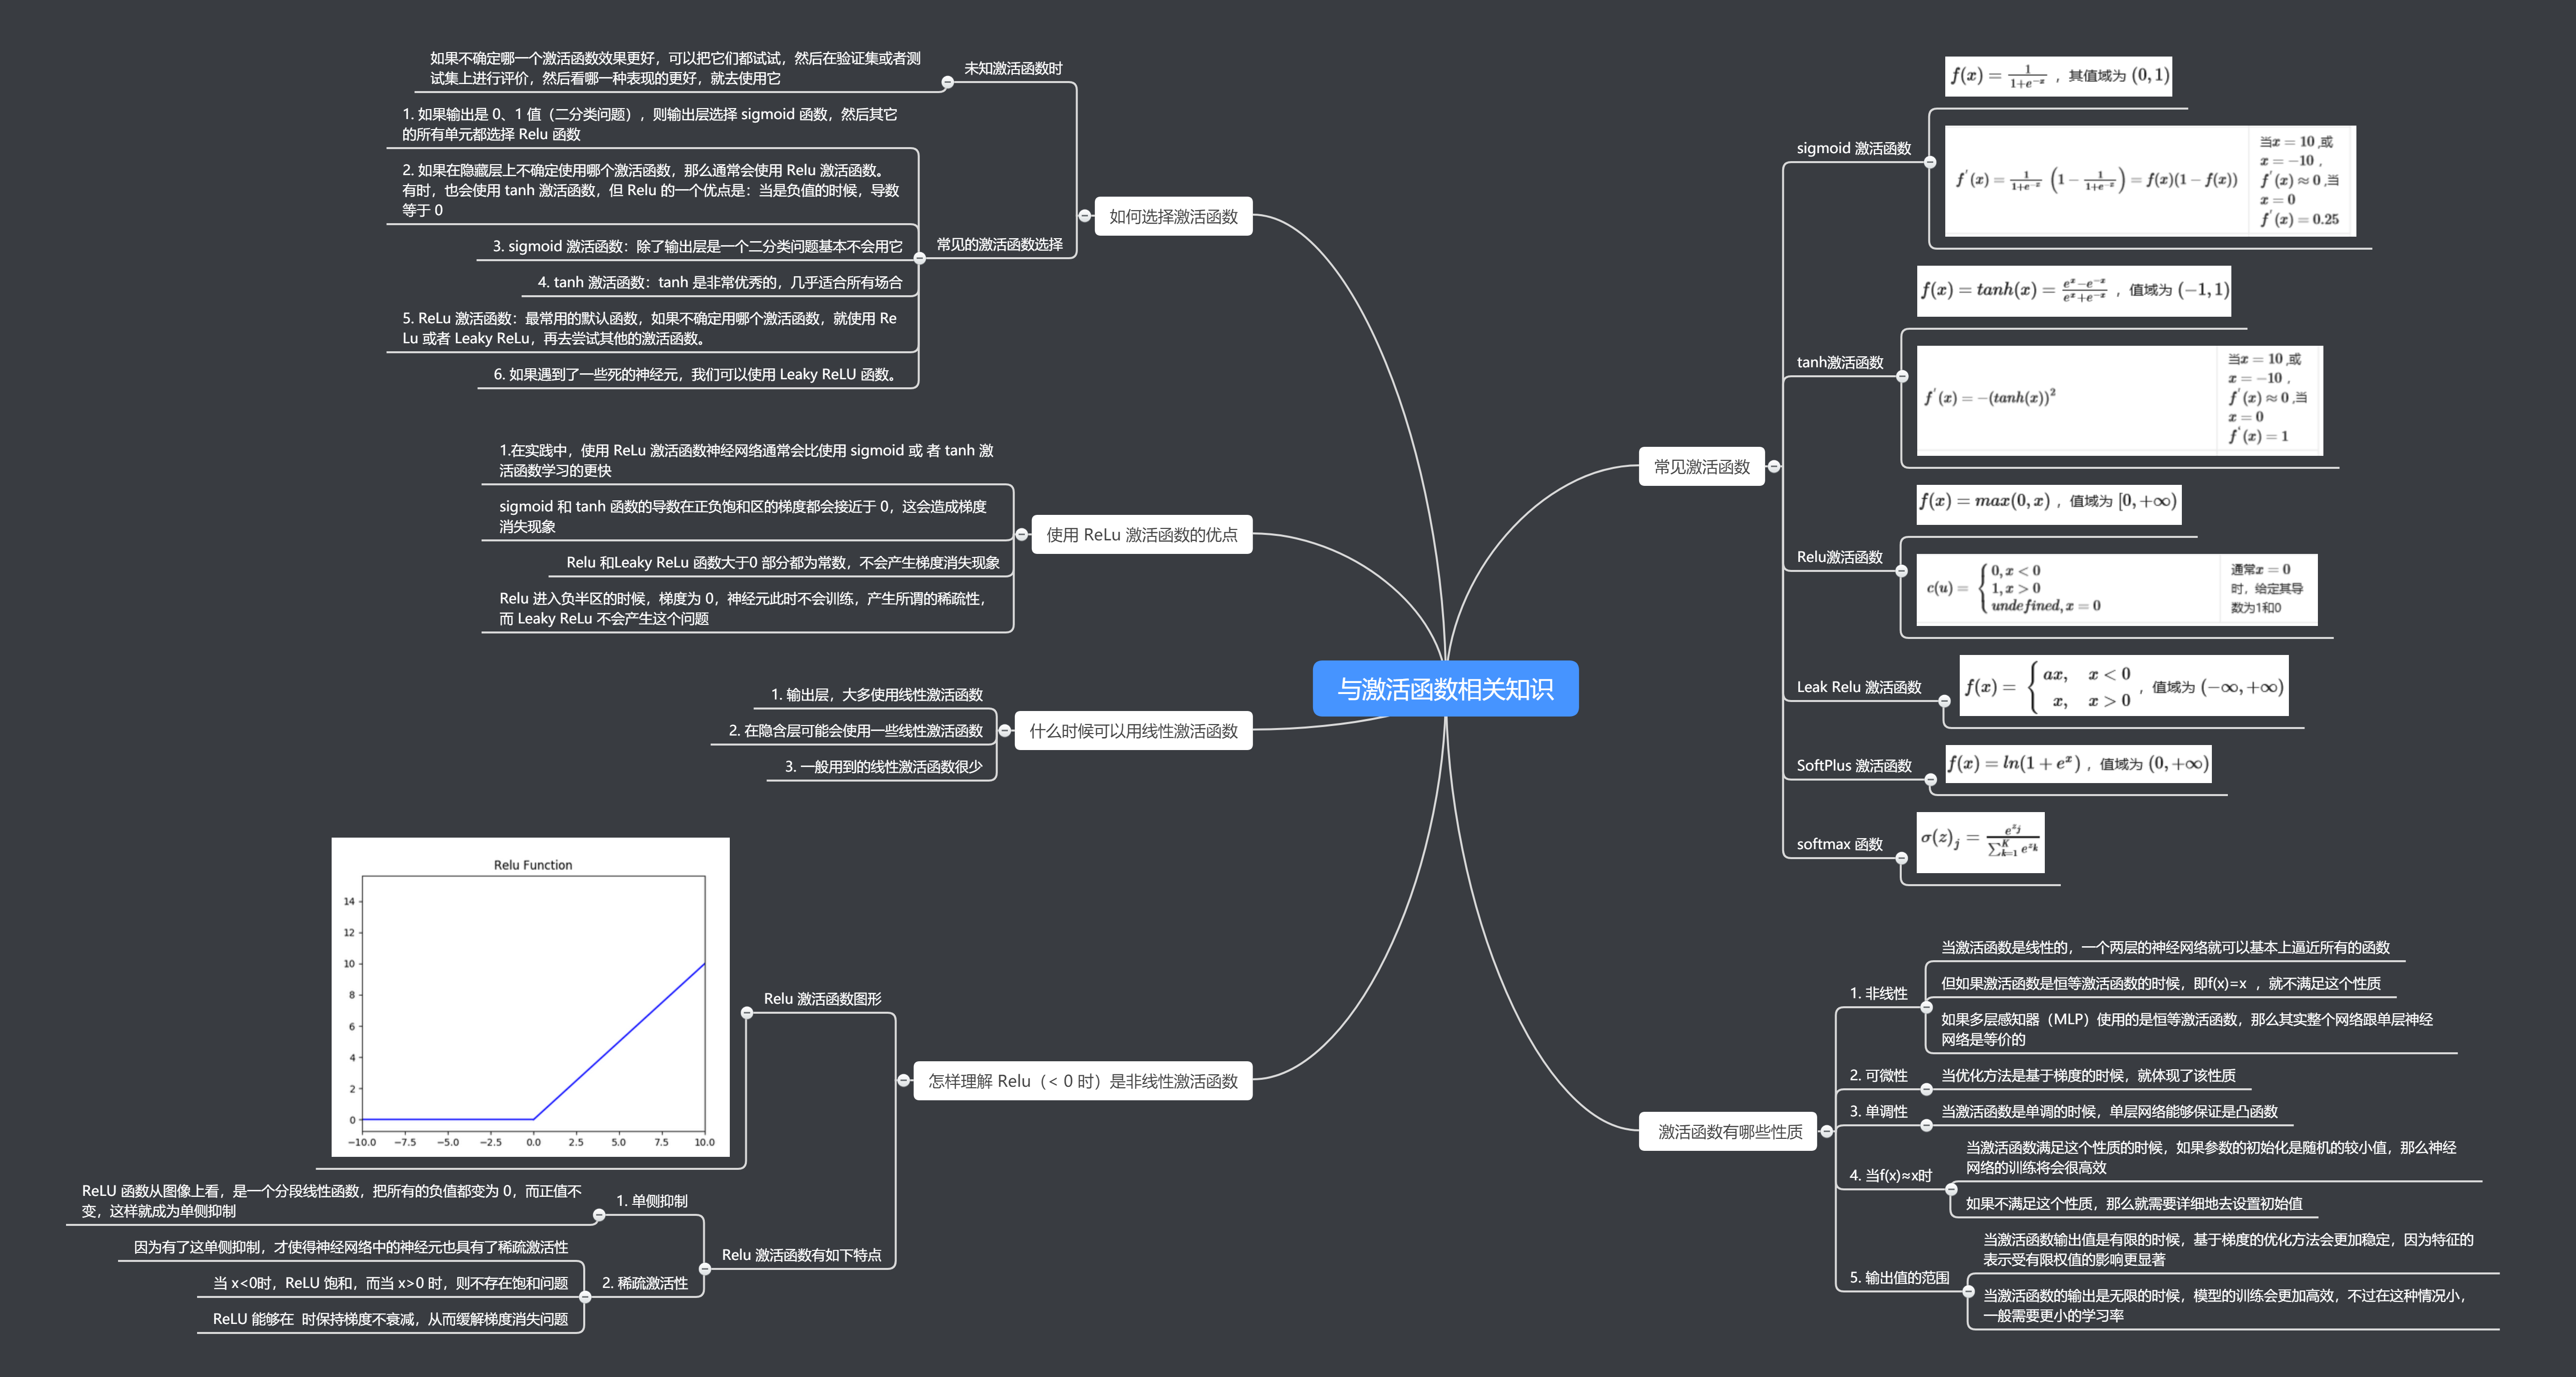 与激活函数相关知识
如何选择激活函数
未知激活函数时
如果不确定哪一个激活函数效果更好，可以把它们都试试，然后在验证集或者测
试集上进行评价，然后看哪一种表现的更好，就去使用它
常见的激活函数选择
1. 如果输出是 0、1 值（二分类问题），则输出层选择 sigmoid 函数，然后其它
的所有单元都选择 Relu 函数
2. 如果在隐藏层上不确定使用哪个激活函数，那么通常会使用 Relu 激活函数。
有时，也会使用 tanh 激活函数，但 Relu 的一个优点是：当是负值的时候，导数
等于 0
3. sigmoid 激活函数：除了输出层是一个二分类问题基本不会用它
4. tanh 激活函数：tanh 是非常优秀的，几乎适合所有场合
5. ReLu 激活函数：最常用的默认函数，如果不确定用哪个激活函数，就使用 Re
Lu 或者 Leaky ReLu，再去尝试其他的激活函数。
6. 如果遇到了一些死的神经元，我们可以使用 Leaky ReLU 函数。
使用 ReLu 激活函数的优点
1.在实践中，使用 ReLu 激活函数神经网络通常会比使用 sigmoid 或 者 tanh 激
活函数学习的更快
sigmoid 和 tanh 函数的导数在正负饱和区的梯度都会接近于 0，这会造成梯度
消失现象
Relu 和Leaky ReLu 函数大于0 部分都为常数，不会产生梯度消失现象
Relu 进入负半区的时候，梯度为 0，神经元此时不会训练，产生所谓的稀疏性，
而 Leaky ReLu 不会产生这个问题
什么时候可以用线性激活函数
1. 输出层，大多使用线性激活函数
2. 在隐含层可能会使用一些线性激活函数
3. 一般用到的线性激活函数很少
怎样理解 Relu（< 0 时）是非线性激活函数
Relu 激活函数图形
Relu Function
14
12
10
8
6
4
2
0
−10.0 −7.5 −5.0 −2.5 0.0 2.5 5.0 7.5 10.0
Relu 激活函数有如下特点
1. 单侧抑制
ReLU 函数从图像上看，是一个分段线性函数，把所有的负值都变为 0，而正值不
变，这样就成为单侧抑制
2. 稀疏激活性
因为有了这单侧抑制，才使得神经网络中的神经元也具有了稀疏激活性
当 x<0时，ReLU 饱和，而当 x>0 时，则不存在饱和问题
ReLU 能够在  时保持梯度不衰减，从而缓解梯度消失问题
常见激活函数
sigmoid 激活函数
f(x) = 1/(1+e^{-x})，其值域为 (0,1)
f'(x) = 1/(1+e^{-x}) (1 − 1/(1+e^{-x})) = f(x)(1 − f(x))
当x = 10 ,或
x = −10，
f'(x) ≈ 0 ,当
x = 0
f'(x) = 0.25
tanh激活函数
f(x) = tanh(x) = (e^x−e^{-x})/(e^x+e^{-x})，值域为 (−1,1)
f'(x) = −(tanh(x))^2
当x = 10 ,或
x = −10，
f'(x) ≈ 0 ,当
x = 0
f'(x) = 1
Relu激活函数
f(x) = max(0,x)，值域为 [0,+∞)
c(u) = { 0, x < 0
1, x > 0
undefined, x = 0
通常x = 0
时，给定其导
数为1和0
Leak Relu 激活函数
f(x) = { ax, x < 0
x, x > 0 ，值域为 (−∞,+∞)
SoftPlus 激活函数
f(x) = ln(1 + e^x)，值域为 (0,+∞)
softmax 函数
σ(z)_j = e^{z_j}/∑_{k=1}^{K} e^{z_k}
激活函数有哪些性质
1. 非线性
当激活函数是线性的，一个两层的神经网络就可以基本上逼近所有的函数
但如果激活函数是恒等激活函数的时候，即f(x)=x ，就不满足这个性质
如果多层感知器（MLP）使用的是恒等激活函数，那么其实整个网络跟单层神经
网络是等价的
2. 可微性
当优化方法是基于梯度的时候，就体现了该性质
3. 单调性
当激活函数是单调的时候，单层网络能够保证是凸函数
4. 当f(x)≈x时
当激活函数满足这个性质的时候，如果参数的初始化是随机的较小值，那么神经
网络的训练将会很高效
如果不满足这个性质，那么就需要详细地去设置初始值
5. 输出值的范围
当激活函数输出值是有限的时候，基于梯度的优化方法会更加稳定，因为特征的
表示受有限权值的影响更显著
当激活函数的输出是无限的时候，模型的训练会更加高效，不过在这种情况小，
一般需要更小的学习率